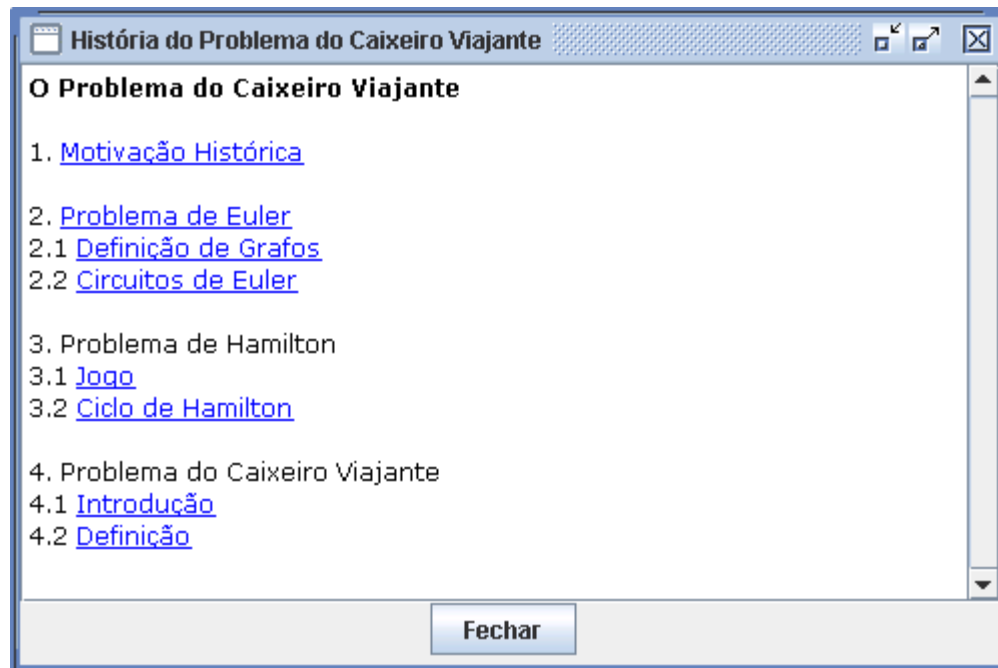 História do Problema do Caixeiro Viajante
O Problema do Caixeiro Viajante
1. Motivação Histórica
2. Problema de Euler
2.1 Definição de Grafos
2.2 Circuitos de Euler
3. Problema de Hamilton
3.1 Jogo
3.2 Ciclo de Hamilton
4. Problema do Caixeiro Viajante
4.1 Introdução
4.2 Definição
Fechar